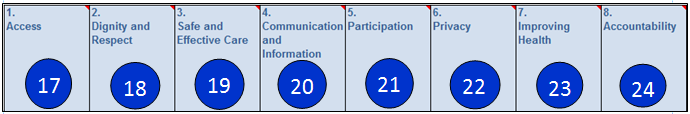 1. 2. 3. 4. 5. 6. 7. 8.
Access Dignity and Safe and Communication Participation Privacy Improving Accountability
Respect Effective Care and Health
Information
17 18 19 20 21 22 23 24